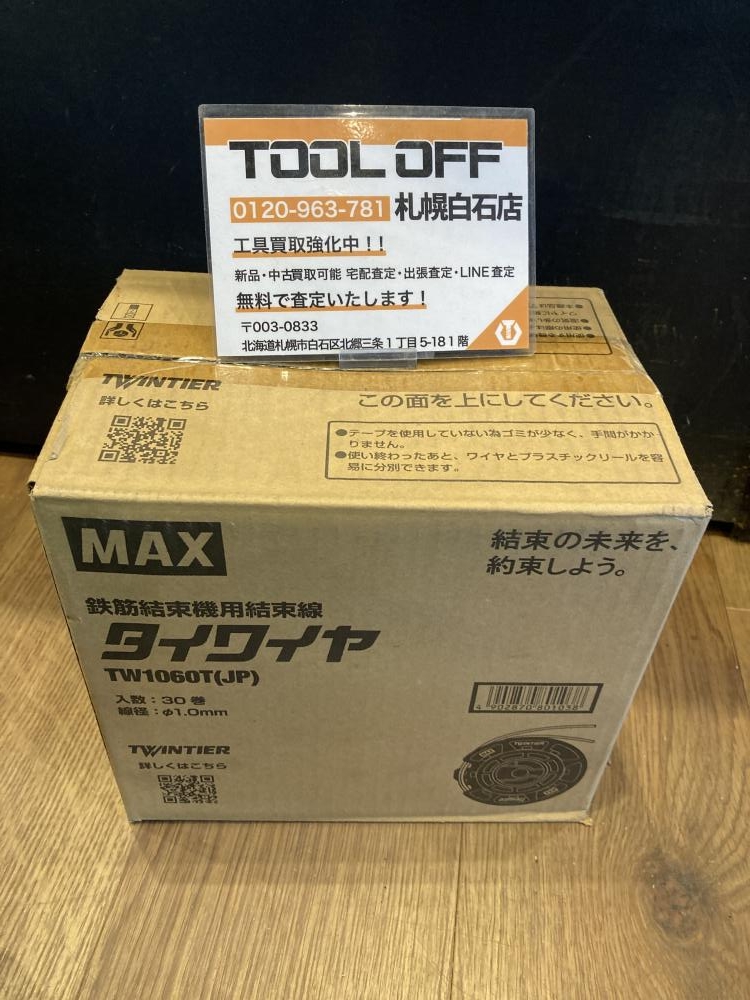 TOOL OFF
0120-963-781 札幌白石店
工具買取強化中！！
新品・中古買取可能 宅配査定・出張査定・LINE査定
無料で査定いたします！
〒003-0833
北海道札幌市白石区北郷三条1丁目5-18 1階
TWINTIER
詳しくはこちら
この面を上にしてください。
●テープを使用していない為ゴミが少なく、手間がかか
りません。
●使い終わったあと、ワイヤとプラスチックリールを容
易に分別できます。
MAX
結束の未来を、
約束しよう。
鉄筋結束機用結束線
タイワイヤ
TW1060T(JP)
入数：30巻
線径：φ1.0mm
4 902870 801038
TWINTIER
詳しくはこちら
TWINTIER